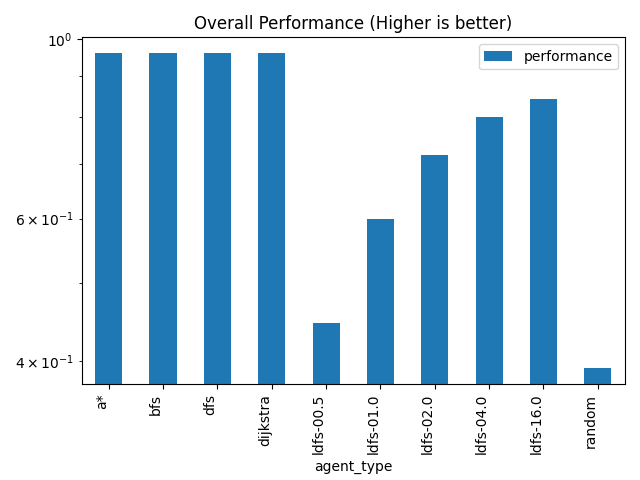 Overall Performance (Higher is better)
10⁰
6 × 10⁻¹
4 × 10⁻¹
performance
a*
bfs
dfs
dijkstra
ldfs-00.5
ldfs-01.0
ldfs-02.0
ldfs-04.0
ldfs-16.0
random
agent_type